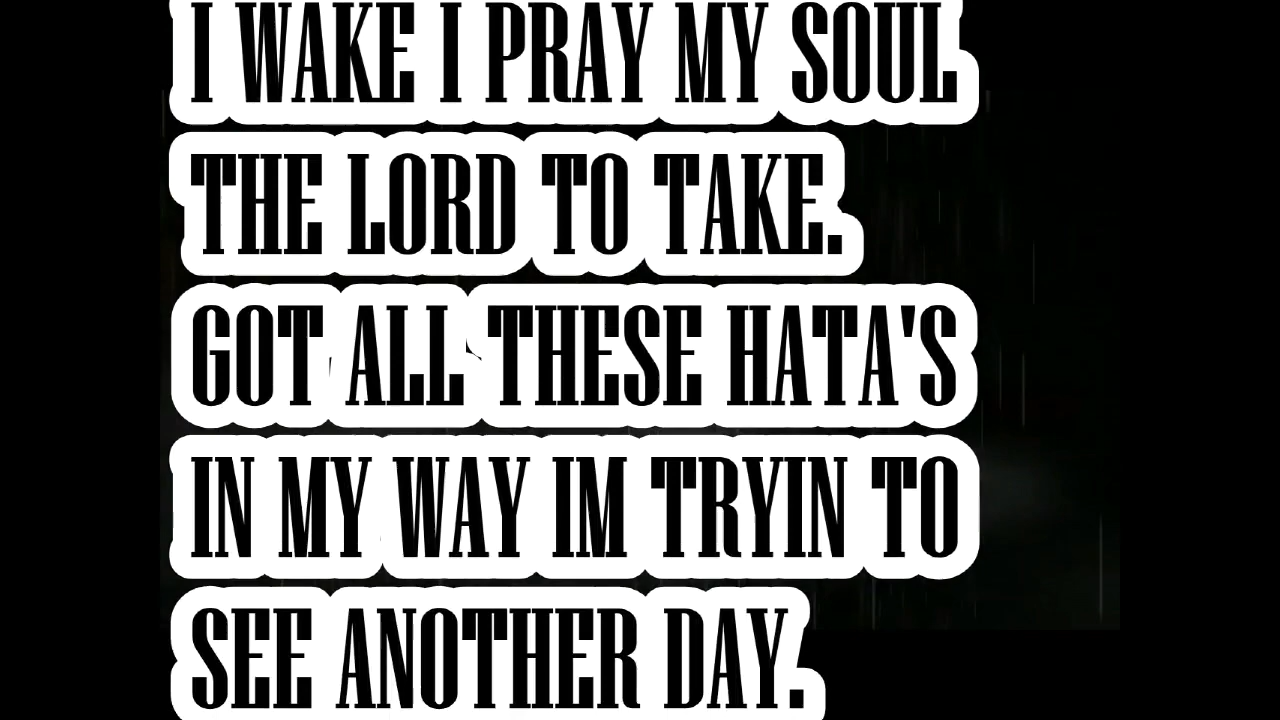 I WAKE I PRAY MY SOUL
THE LORD TO TAKE.
GOT ALL THESE HATA'S
IN MY WAY IM TRYIN TO
SEE ANOTHER DAY.